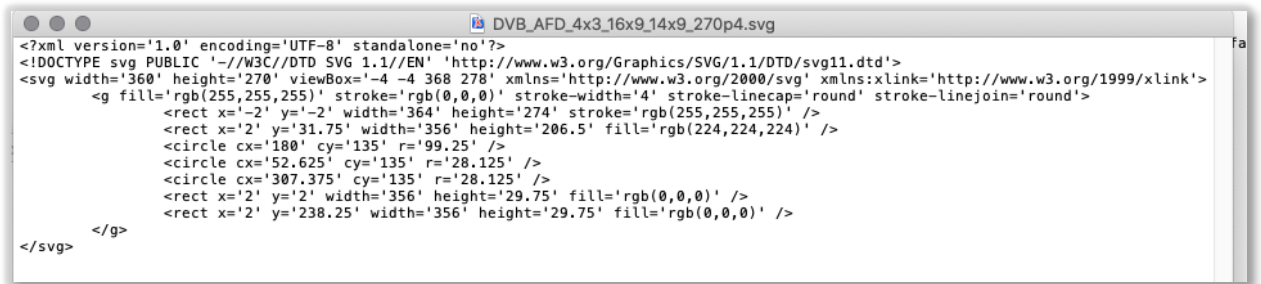 DVB_AFD_4x3_16x9_14x9_270p4.svg
fa
<?xml version='1.0' encoding='UTF-8' standalone='no'?>
<!DOCTYPE svg PUBLIC '-//W3C//DTD SVG 1.1//EN' 'http://www.w3.org/Graphics/SVG/1.1/DTD/svg11.dtd'>
<svg width='360' height='270' viewBox='-4 -4 368 278' xmlns='http://www.w3.org/2000/svg' xmlns:xlink='http://www.w3.org/1999/xlink'>
<g fill='rgb(255,255,255)' stroke='rgb(0,0,0)' stroke-width='4' stroke-linecap='round' stroke-linejoin='round'>
<rect x='-2' y='-2' width='364' height='274' stroke='rgb(255,255,255)' />
<rect x='2' y='31.75' width='356' height='206.5' fill='rgb(224,224,224)' />
<circle cx='180' cy='135' r='99.25' />
<circle cx='52.625' cy='135' r='28.125' />
<circle cx='307.375' cy='135' r='28.125' />
<rect x='2' y='2' width='356' height='29.75' fill='rgb(0,0,0)' />
<rect x='2' y='238.25' width='356' height='29.75' fill='rgb(0,0,0)' />
</g>
</svg>